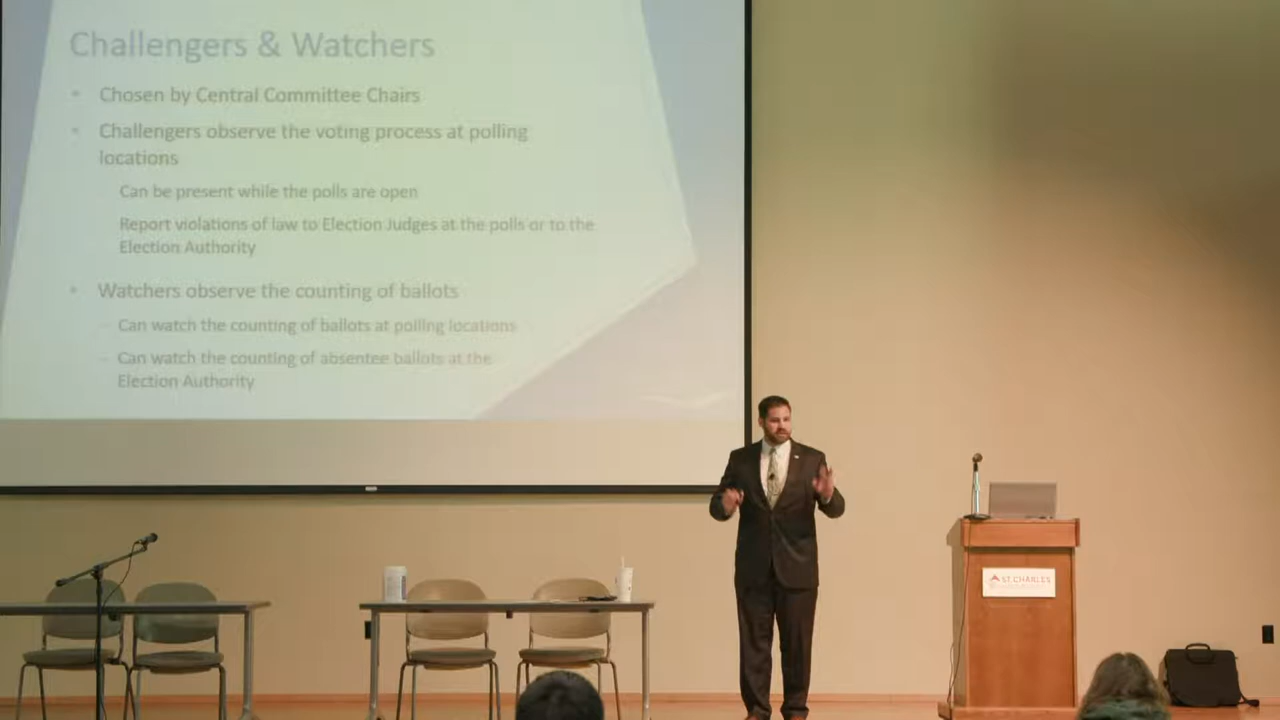 Challengers & Watchers
• Chosen by Central Committee Chairs
• Challengers observe the voting process at polling
locations
Can be present while the polls are open
Report violations of law to Election Judges at the polls or to the
Election Authority
• Watchers observe the counting of ballots
– Can watch the counting of ballots at polling locations
– Can watch the counting of absentee ballots at the
Election Authority
ST. CHARLES